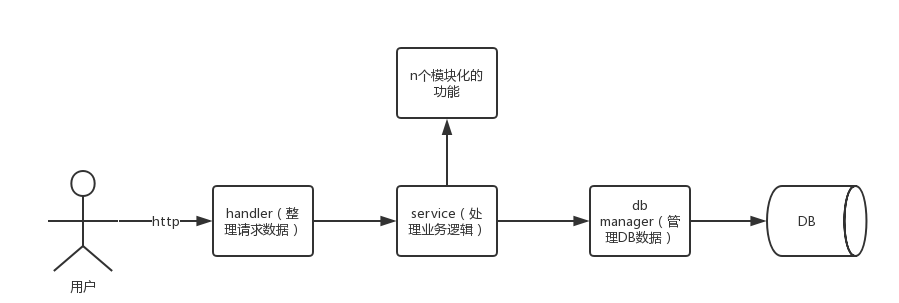 n个模块化的
功能
http
handler（整
理请求数据）
service（处
理业务逻辑）
db
manager（管
理DB数据）
DB
用户